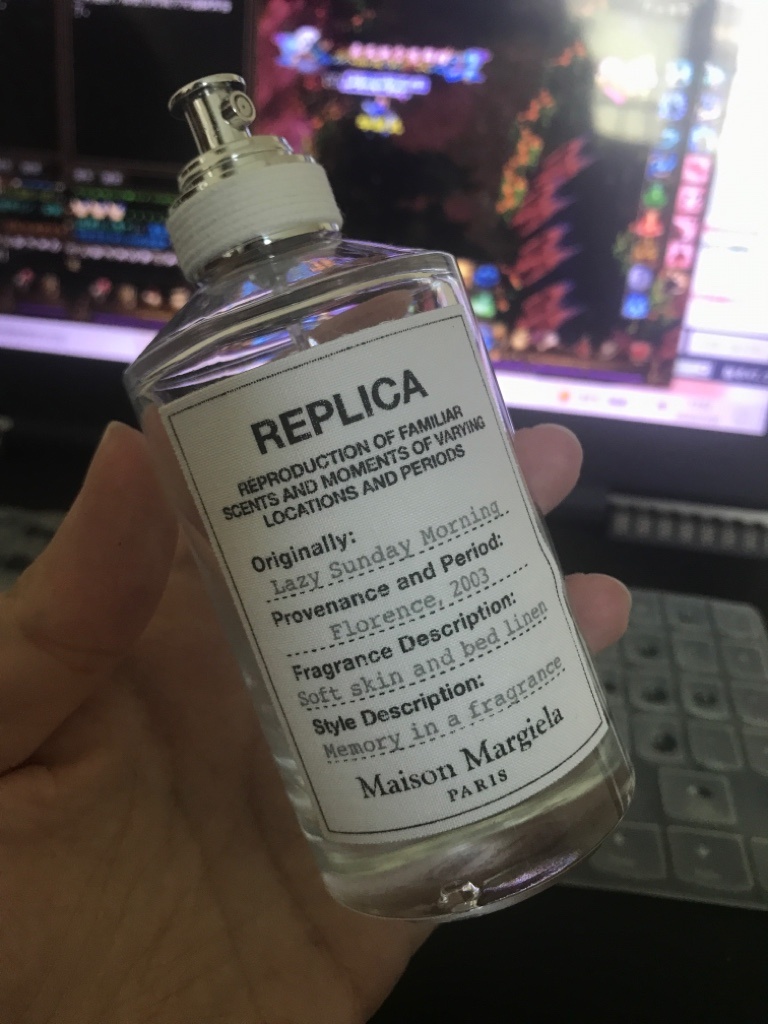 REPLICA
REPRODUCTION OF FAMILIAR
SCENTS AND MOMENTS OF VARYING
LOCATIONS AND PERIODS
Originally:
Lazy Sunday Morning
Provenance and Period:
Florence, 2003
Fragrance Description:
Soft skin and bed linen
Style Description:
Memory in a fragrance
Maison Margiela
PARIS